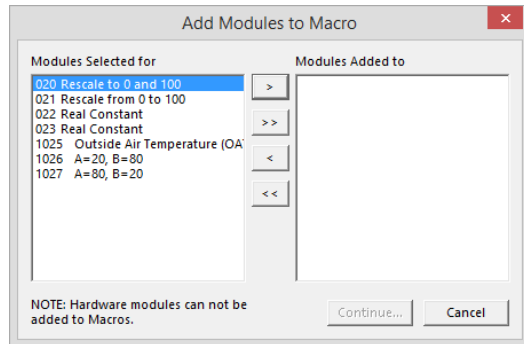 Add Modules to Macro
×
Modules Selected for
Modules Added to
020 Rescale to 0 and 100
021 Rescale from 0 to 100
022 Real Constant
023 Real Constant
1025 Outside Air Temperature (OA
1026 A=20, B=80
1027 A=80, B=20
>
>>
<
<<
NOTE: Hardware modules can not be
added to Macros.
Continue...
Cancel